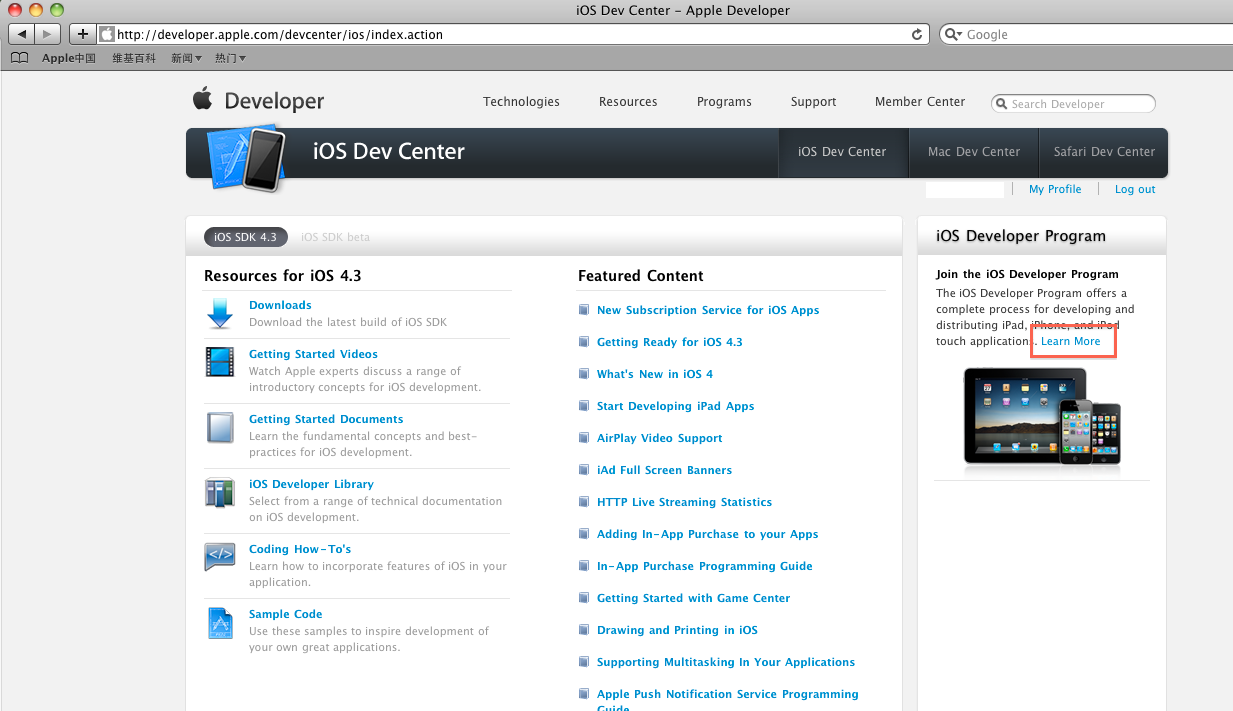 iOS Dev Center – Apple Developer
http://developer.apple.com/devcenter/ios/index.action
Google
Apple中国 维基百科 新闻▼ 热门▼
Developer
Technologies Resources Programs Support Member Center
Search Developer
iOS Dev Center
iOS Dev Center Mac Dev Center Safari Dev Center
My Profile Log out
iOS SDK 4.3 iOS SDK beta
Resources for iOS 4.3
Downloads
Download the latest build of iOS SDK
Getting Started Videos
Watch Apple experts discuss a range of
introductory concepts for iOS development.
Getting Started Documents
Learn the fundamental concepts and best-
practices for iOS development.
iOS Developer Library
Select from a range of technical documentation
on iOS development.
Coding How-To's
Learn how to incorporate features of iOS in your
application.
Sample Code
Use these samples to inspire development of
your own great applications.
Featured Content
New Subscription Service for iOS Apps
Getting Ready for iOS 4.3
What's New in iOS 4
Start Developing iPad Apps
AirPlay Video Support
iAd Full Screen Banners
HTTP Live Streaming Statistics
Adding In-App Purchase to your Apps
In-App Purchase Programming Guide
Getting Started with Game Center
Drawing and Printing in iOS
Supporting Multitasking In Your Applications
Apple Push Notification Service Programming
Guide
iOS Developer Program
Join the iOS Developer Program
The iOS Developer Program offers a
complete process for developing and
distributing iPad, iPhone, and iPod
touch applications. Learn More